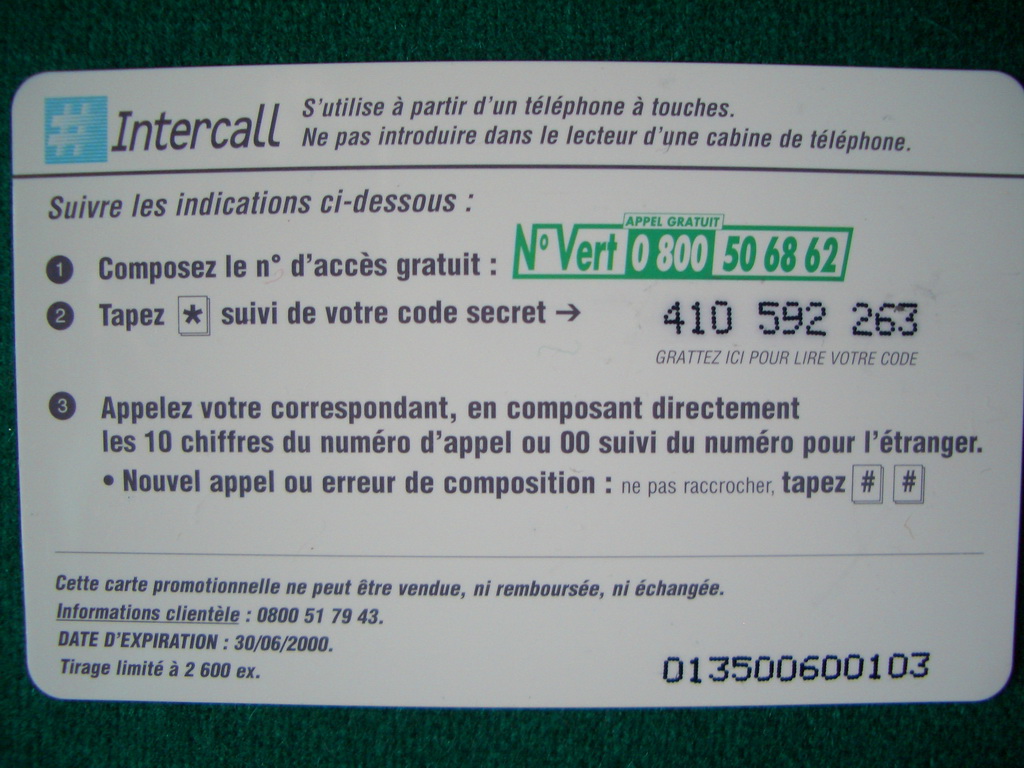 # Intercall
S'utilise à partir d'un téléphone à touches.
Ne pas introduire dans le lecteur d'une cabine de téléphone.
Suivre les indications ci-dessous :
APPEL GRATUIT
1 Composez le n° d'accès gratuit : N° Vert 0 800 50 68 62
2 Tapez * suivi de votre code secret → 410 592 263
GRATTEZ ICI POUR LIRE VOTRE CODE
3 Appelez votre correspondant, en composant directement
les 10 chiffres du numéro d'appel ou 00 suivi du numéro pour l'étranger.
• Nouvel appel ou erreur de composition : ne pas raccrocher, tapez # #
Cette carte promotionnelle ne peut être vendue, ni remboursée, ni échangée.
Informations clientèle : 0800 51 79 43.
DATE D'EXPIRATION : 30/06/2000.
Tirage limité à 2 600 ex.
013500600103